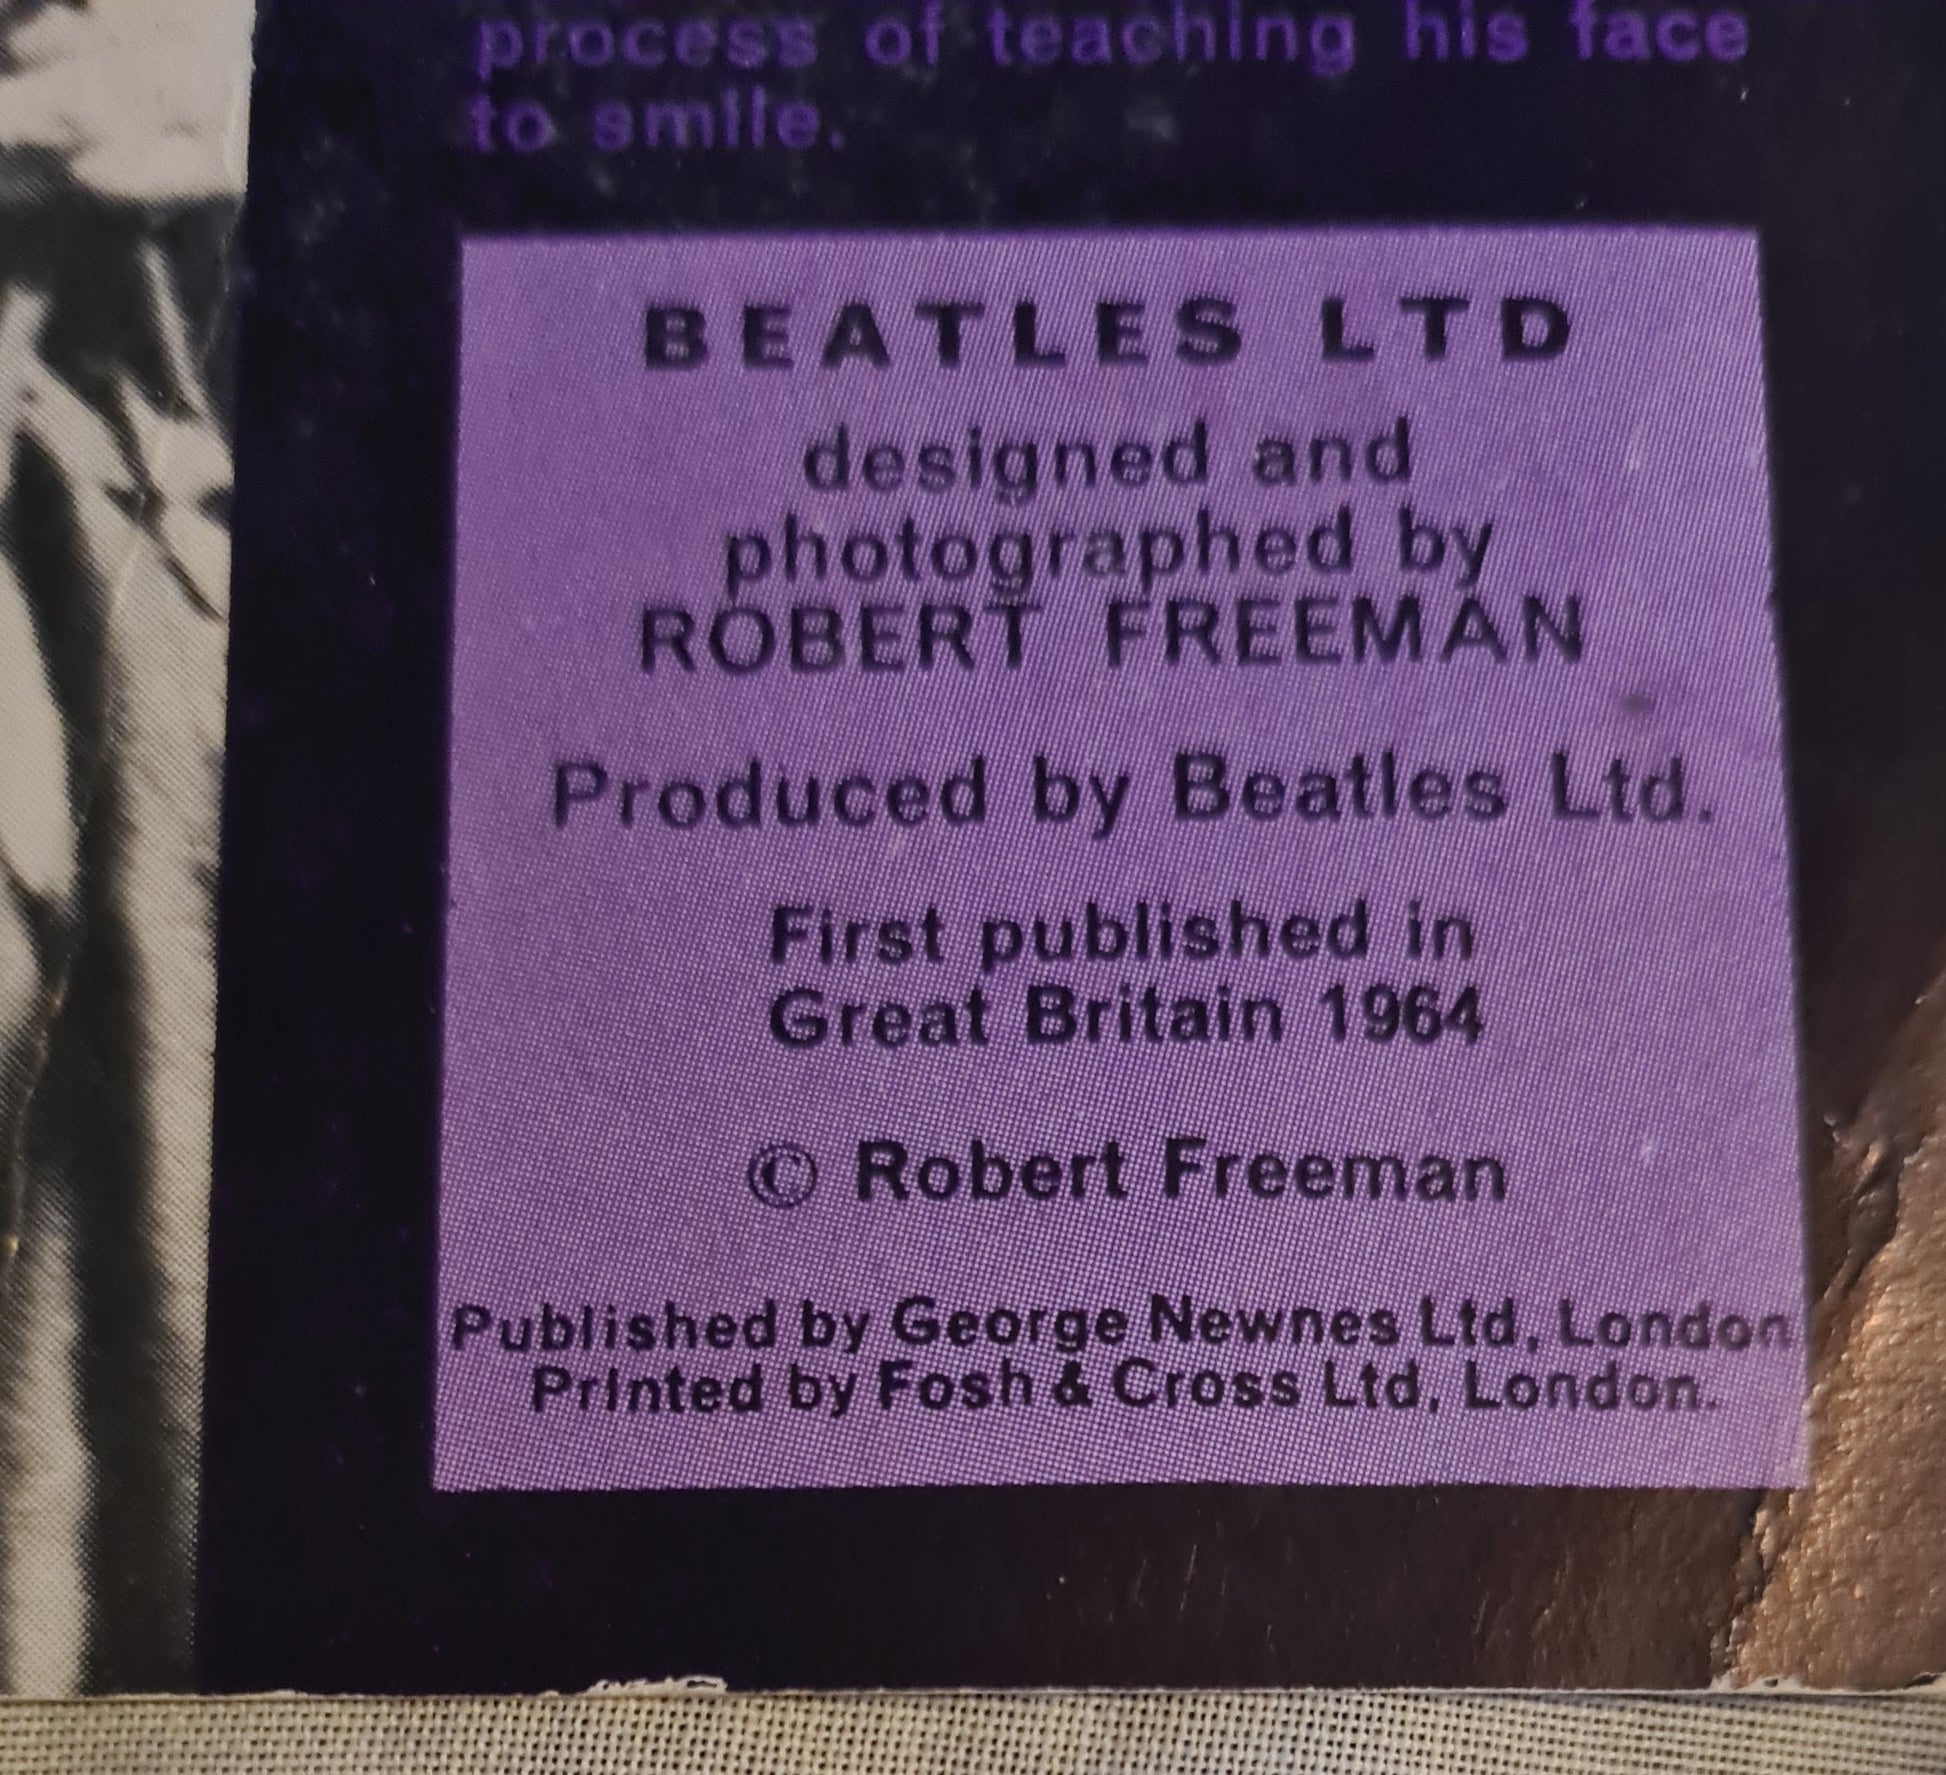 process of teaching his face
to smile.
BEATLES LTD
designed and
photographed by
ROBERT FREEMAN
Produced by Beatles Ltd.
First published in
Great Britain 1964
© Robert Freeman
Published by George Newnes Ltd, London
Printed by Fosh & Cross Ltd, London.